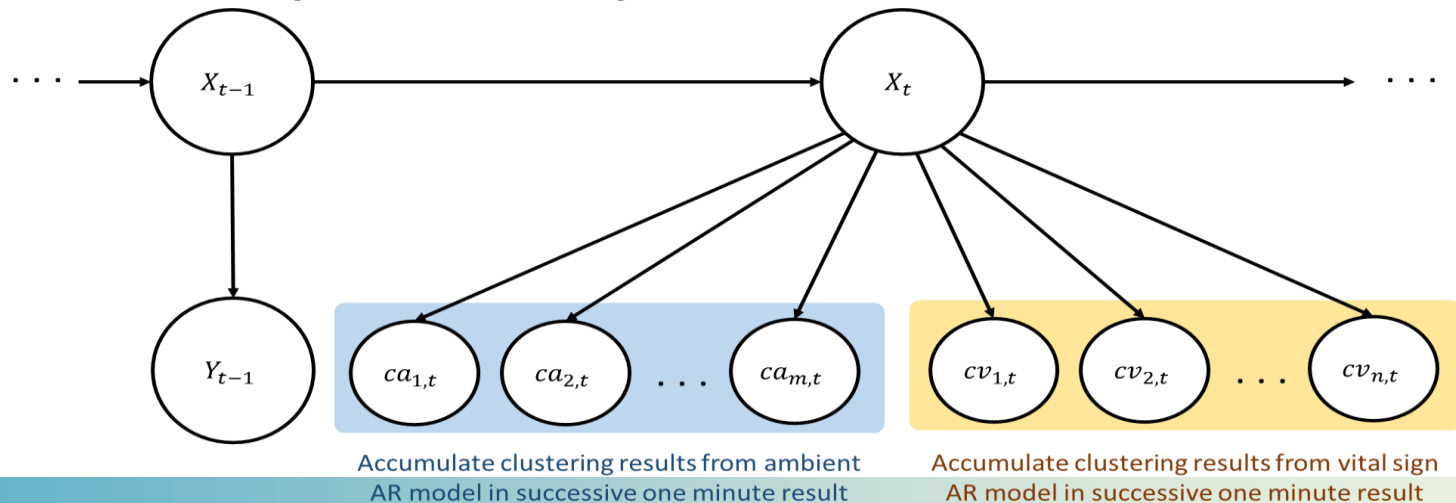 · · · X_{t-1} X_t · · ·
Y_{t-1} ca_{1,t} ca_{2,t} · · · ca_{m,t} cv_{1,t} cv_{2,t} · · · cv_{n,t}
Accumulate clustering results from ambient
AR model in successive one minute result
Accumulate clustering results from vital sign
AR model in successive one minute result